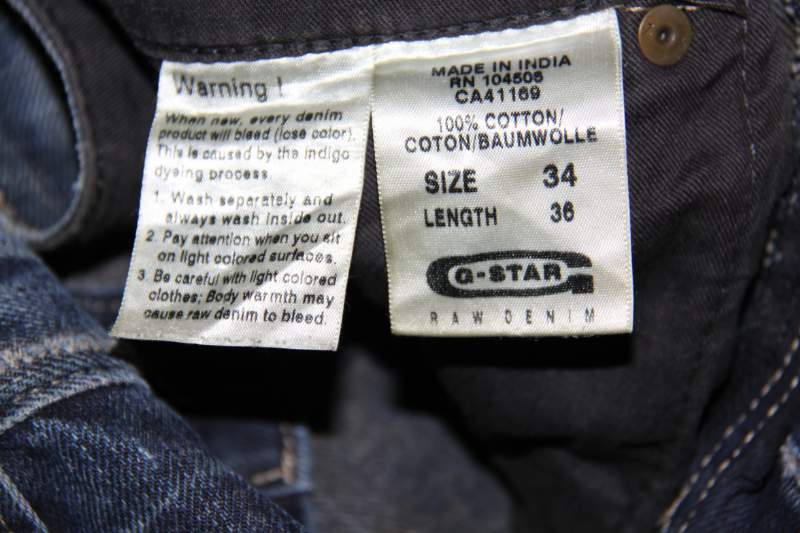 Warning !
When new, every denim
product will bleed (lose color).
This is caused by the indigo
dyeing process.
1. Wash separately and
always wash inside out.
2. Pay attention when you sit
on light colored surfaces.
3. Be careful with light colored
clothes; Body warmth may
cause raw denim to bleed.
MADE IN INDIA
RN 104505
CA41169
100% COTTON/
COTON/BAUMWOLLE
SIZE 34
LENGTH 36
G-STAR
RAW DENIM